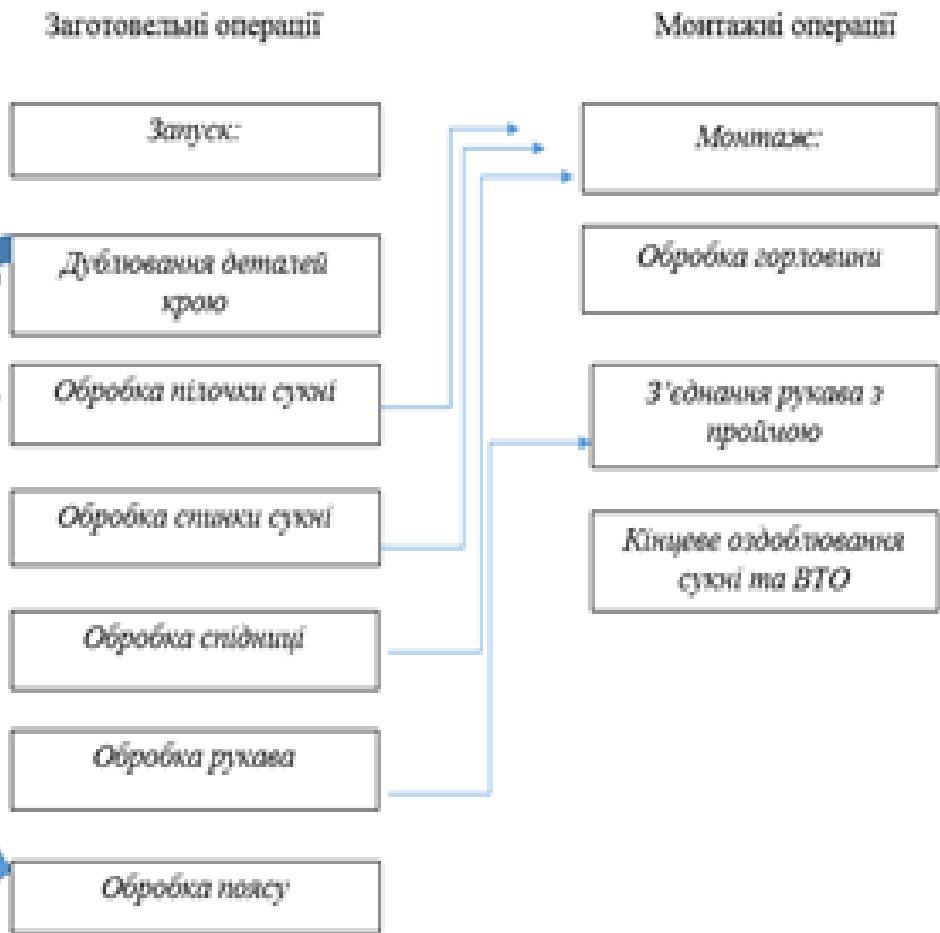 Заготовельні операції
Монтажні операції
Запуск:
Дублювання деталей
крою
Обробка пілочки сукні
Обробка спинки сукні
Обробка спідниці
Обробка рукава
Обробка поясу
Монтаж:
Обробка горловини
З'єднання рукава з
проймою
Кінцеве оздоблювання
сукні та ВТО